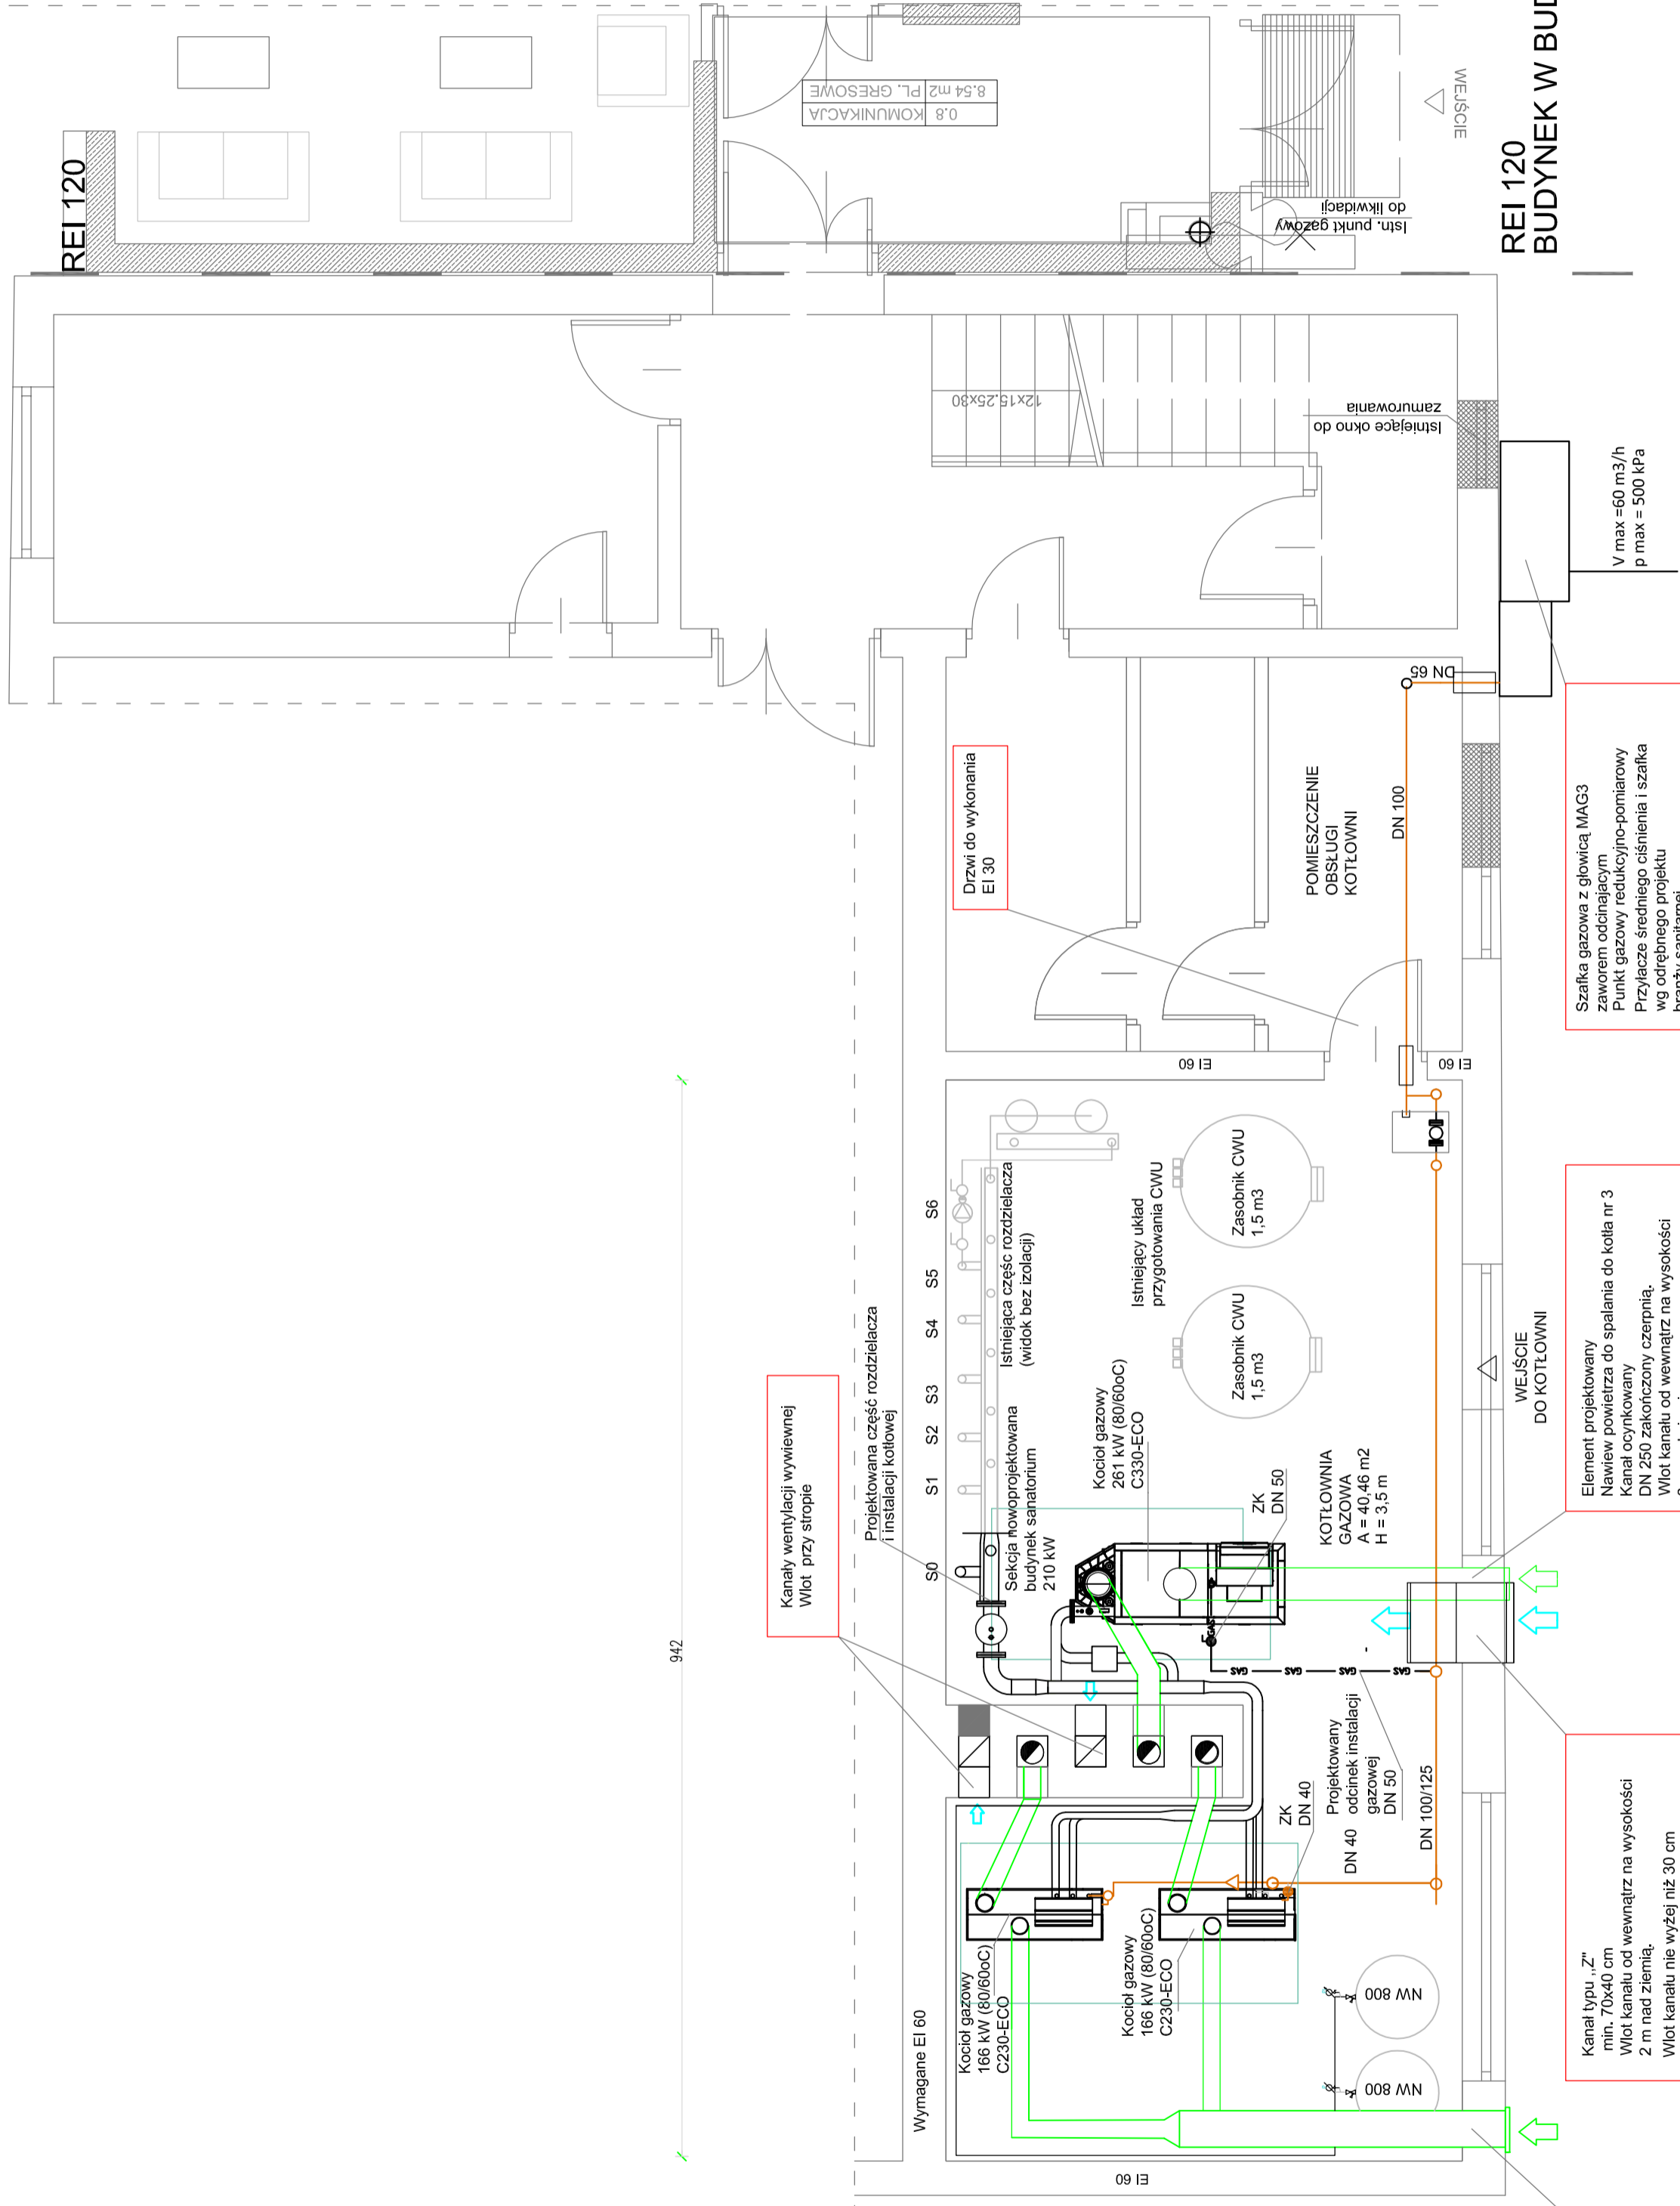 REI 120
0.8 KOMUNIKACJA
8.54 m2 PL. GRESOWE
WEJŚCIE
Istn. punkt gazowy
do likwidacji
REI 120
BUDYNEK W BUD
12x15.25x30
Istniejące okno do
zamurowania
V max =60 m3/h
p max = 500 kPa
DN 65
Drzwi do wykonania
EI 30
POMIESZCZENIE
OBSŁUGI
KOTŁOWNI
DN 100
Szafka gazowa z głowicą MAG3
zaworem odcinajacym
Punkt gazowy redukcyjno-pomiarowy
Przyłacze średniego ciśnienia i szafka
wg odrębnego projektu
branży sanitarnej
EI 60
EI 60
942
S6
S5
S4
S3
S2
S1
S0
Istniejąca częśc rozdzielacza
(widok bez izolacji)
Istniejący układ
przygotowania CWU
Zasobnik CWU
1,5 m3
Zasobnik CWU
1,5 m3
Projektowana część rozdzielacza
i instalacji kotłowej
Kanały wentylacji wywiewnej
Wlot przy stropie
Sekcja nowoprojektowana
budynek sanatorium
210 kW
Kocioł gazowy
261 kW (80/60oC)
C330-ECO
ZK
DN 50
KOTŁOWNIA
GAZOWA
A = 40,46 m2
H = 3,5 m
WEJŚCIE
DO KOTŁOWNI
Element projektowany
Nawiew powietrza do kotła nr 3
Kanał ocynkowany
DN 250 zakończony czerpnią.
Wlot kanału od wewnątrz na wysokości
GAS
GAS
GAS
GAS
GAS
ZK
DN 40
DN 40
Projektowany
odcinek instalacji
gazowej
DN 50
DN 100/125
Kocioł gazowy
166 kW (80/60oC)
C230-ECO
Kocioł gazowy
166 kW (80/60oC)
C230-ECO
Wymagane EI 60
NW 800
NW 800
EI 60
Kanał typu ,,Z"
min. 70x40 cm
Wlot kanału od wewnątrz na wysokości
2 m nad ziemią.
Wlot kanału nie wyżej niż 30 cm